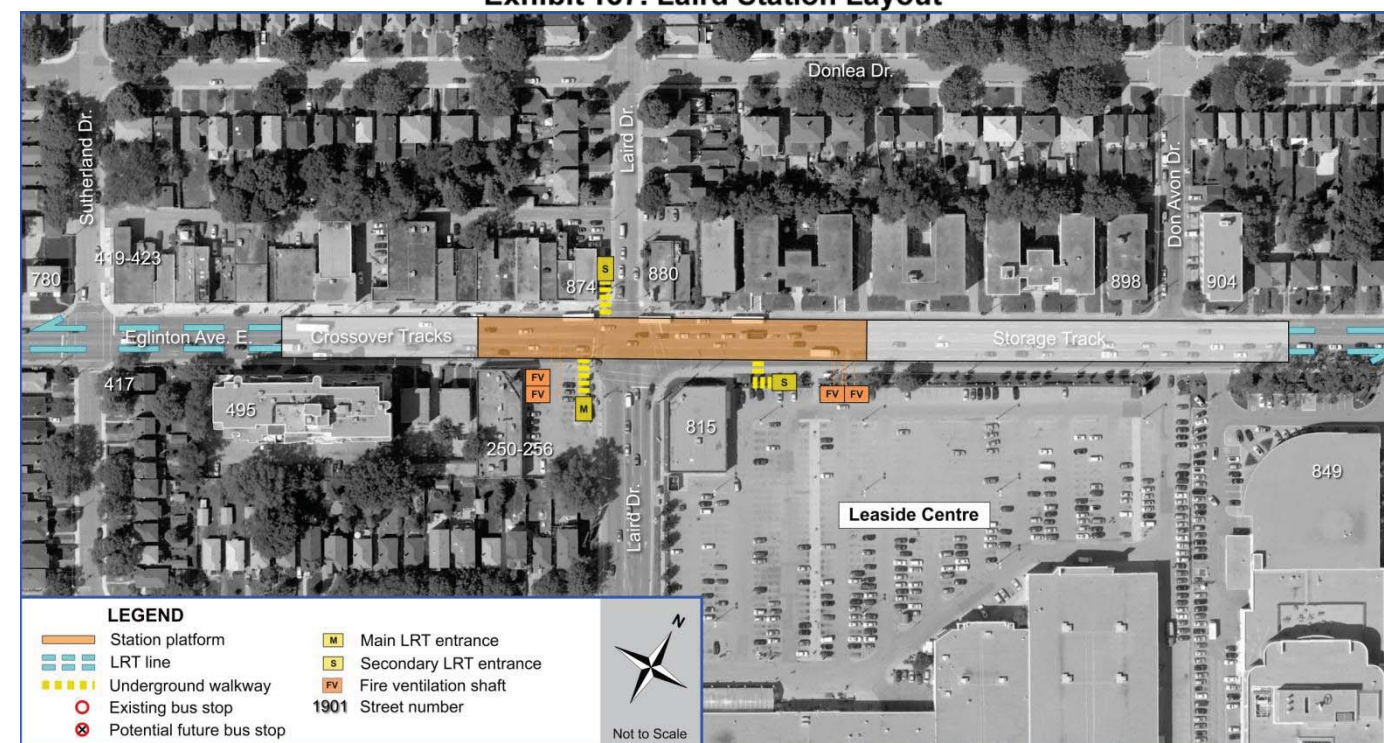 Exhibit 137: Laird Station Layout
Donlea Dr.
Sutherland Dr.
Laird Dr.
Don Avon Dr.
419-423
780
874
S
880
898
904
Eglinton Ave. E.
Crossover Tracks
Storage Track
417
FV
FV
M
S
FV FV
495
250-256
815
Laird Dr.
849
Leaside Centre
LEGEND
Station platform
LRT line
Underground walkway
Existing bus stop
Potential future bus stop
M Main LRT entrance
S Secondary LRT entrance
FV Fire ventilation shaft
1901 Street number
N
Not to Scale